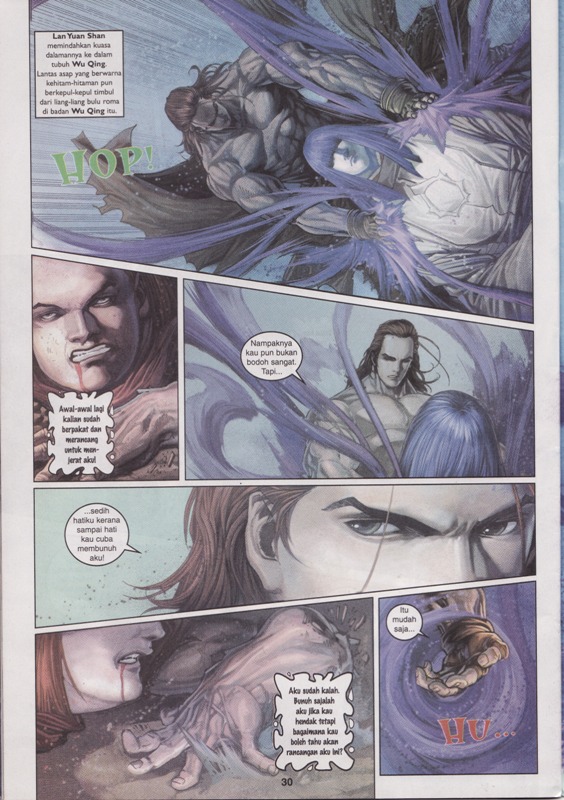 Lan Yuan Shan
memindahkan kuasa
dalamannya ke dalam
tubuh Wu Qing.
Lantas asap yang berwarna
kehitam-hitaman pun
berkepul-kepul timbul
dari liang-liang bulu roma
di badan Wu Qing itu.
HOP!
Awal-awal lagi
kalian sudah
berpakat dan
merancang
untuk men-
jerat aku!
Nampaknya
kau pun bukan
bodoh sangat.
Tapi...
...sedih
hatiku kerana
sampai hati
kau cuba
membunuh
aku!
Aku sudah kalah.
Bunuh sajalah
aku jika kau
hendak tetapi
bagaimana kau
boleh tahu akan
rancangan aku ini?
Itu
mudah
saja...
HU...
30